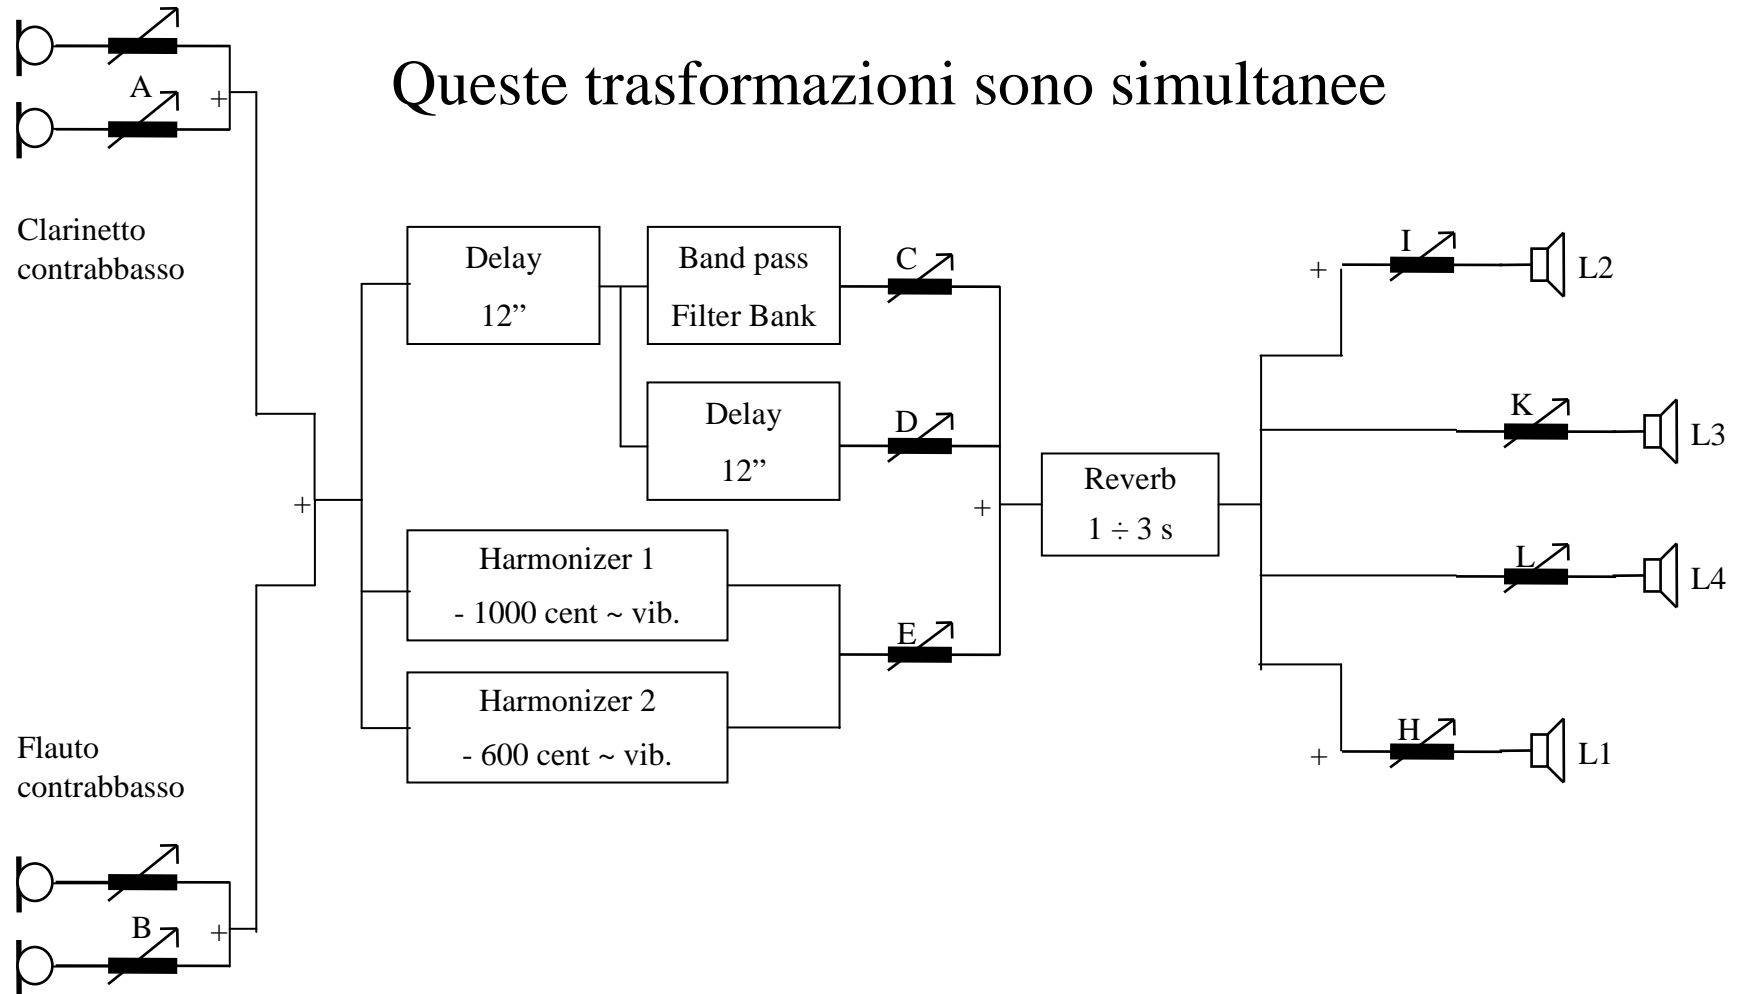 Queste trasformazioni sono simultanee
A
+
Clarinetto
contrabbasso
Delay
12”
Band pass
Filter Bank
C
Delay
12”
D
+
Harmonizer 1
- 1000 cent ~ vib.
Harmonizer 2
- 600 cent ~ vib.
E
+
Reverb
1 ÷ 3 s
+
I
L2
K
L3
L
L4
+
H
L1
Flauto
contrabbasso
B
+